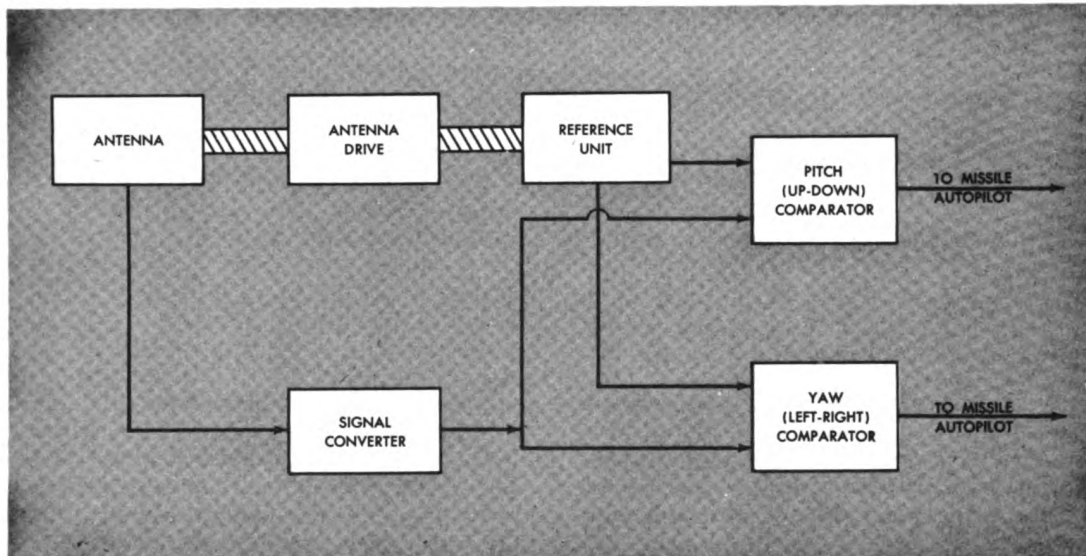 ANTENNA
ANTENNA
DRIVE
REFERENCE
UNIT
PITCH
(UP-DOWN)
COMPARATOR
TO MISSILE
AUTOPILOT
SIGNAL
CONVERTER
YAW
(LEFT-RIGHT)
COMPARATOR
TO MISSILE
AUTOPILOT